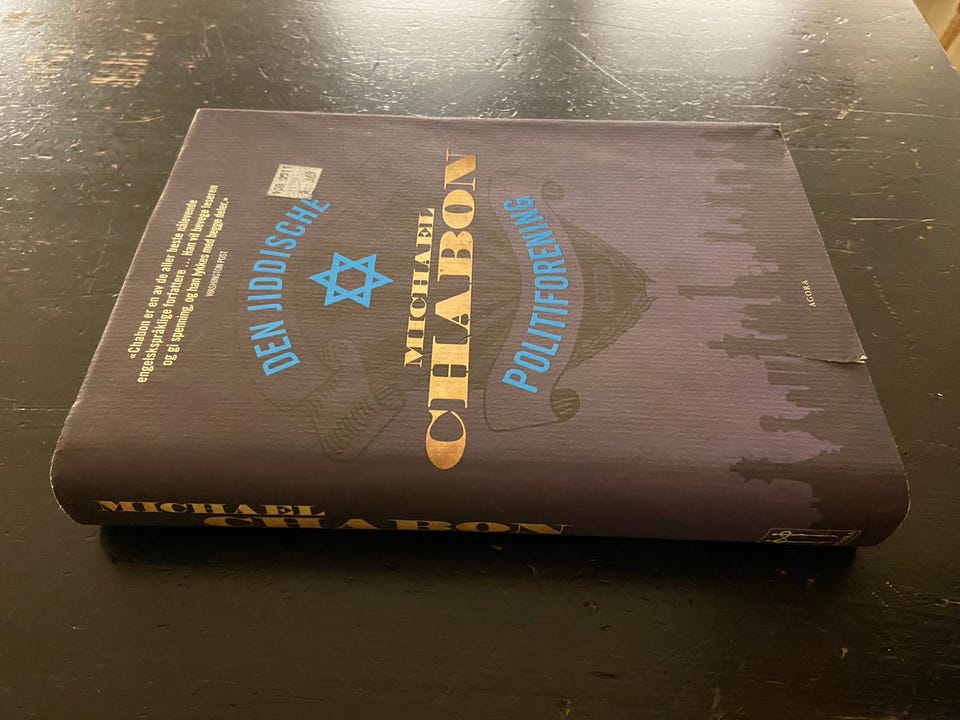 «Chabon er en av de aller beste nålevende
engelskspråklige forfattere ... Han vil bevege leseren
og gi spenning, og han lykkes med begge deler.»
WASHINGTON POST
DEN JIDDISCHE
MICHAEL
CHABON
POLITIFORENING
AGORA
MICHAEL
CHABON